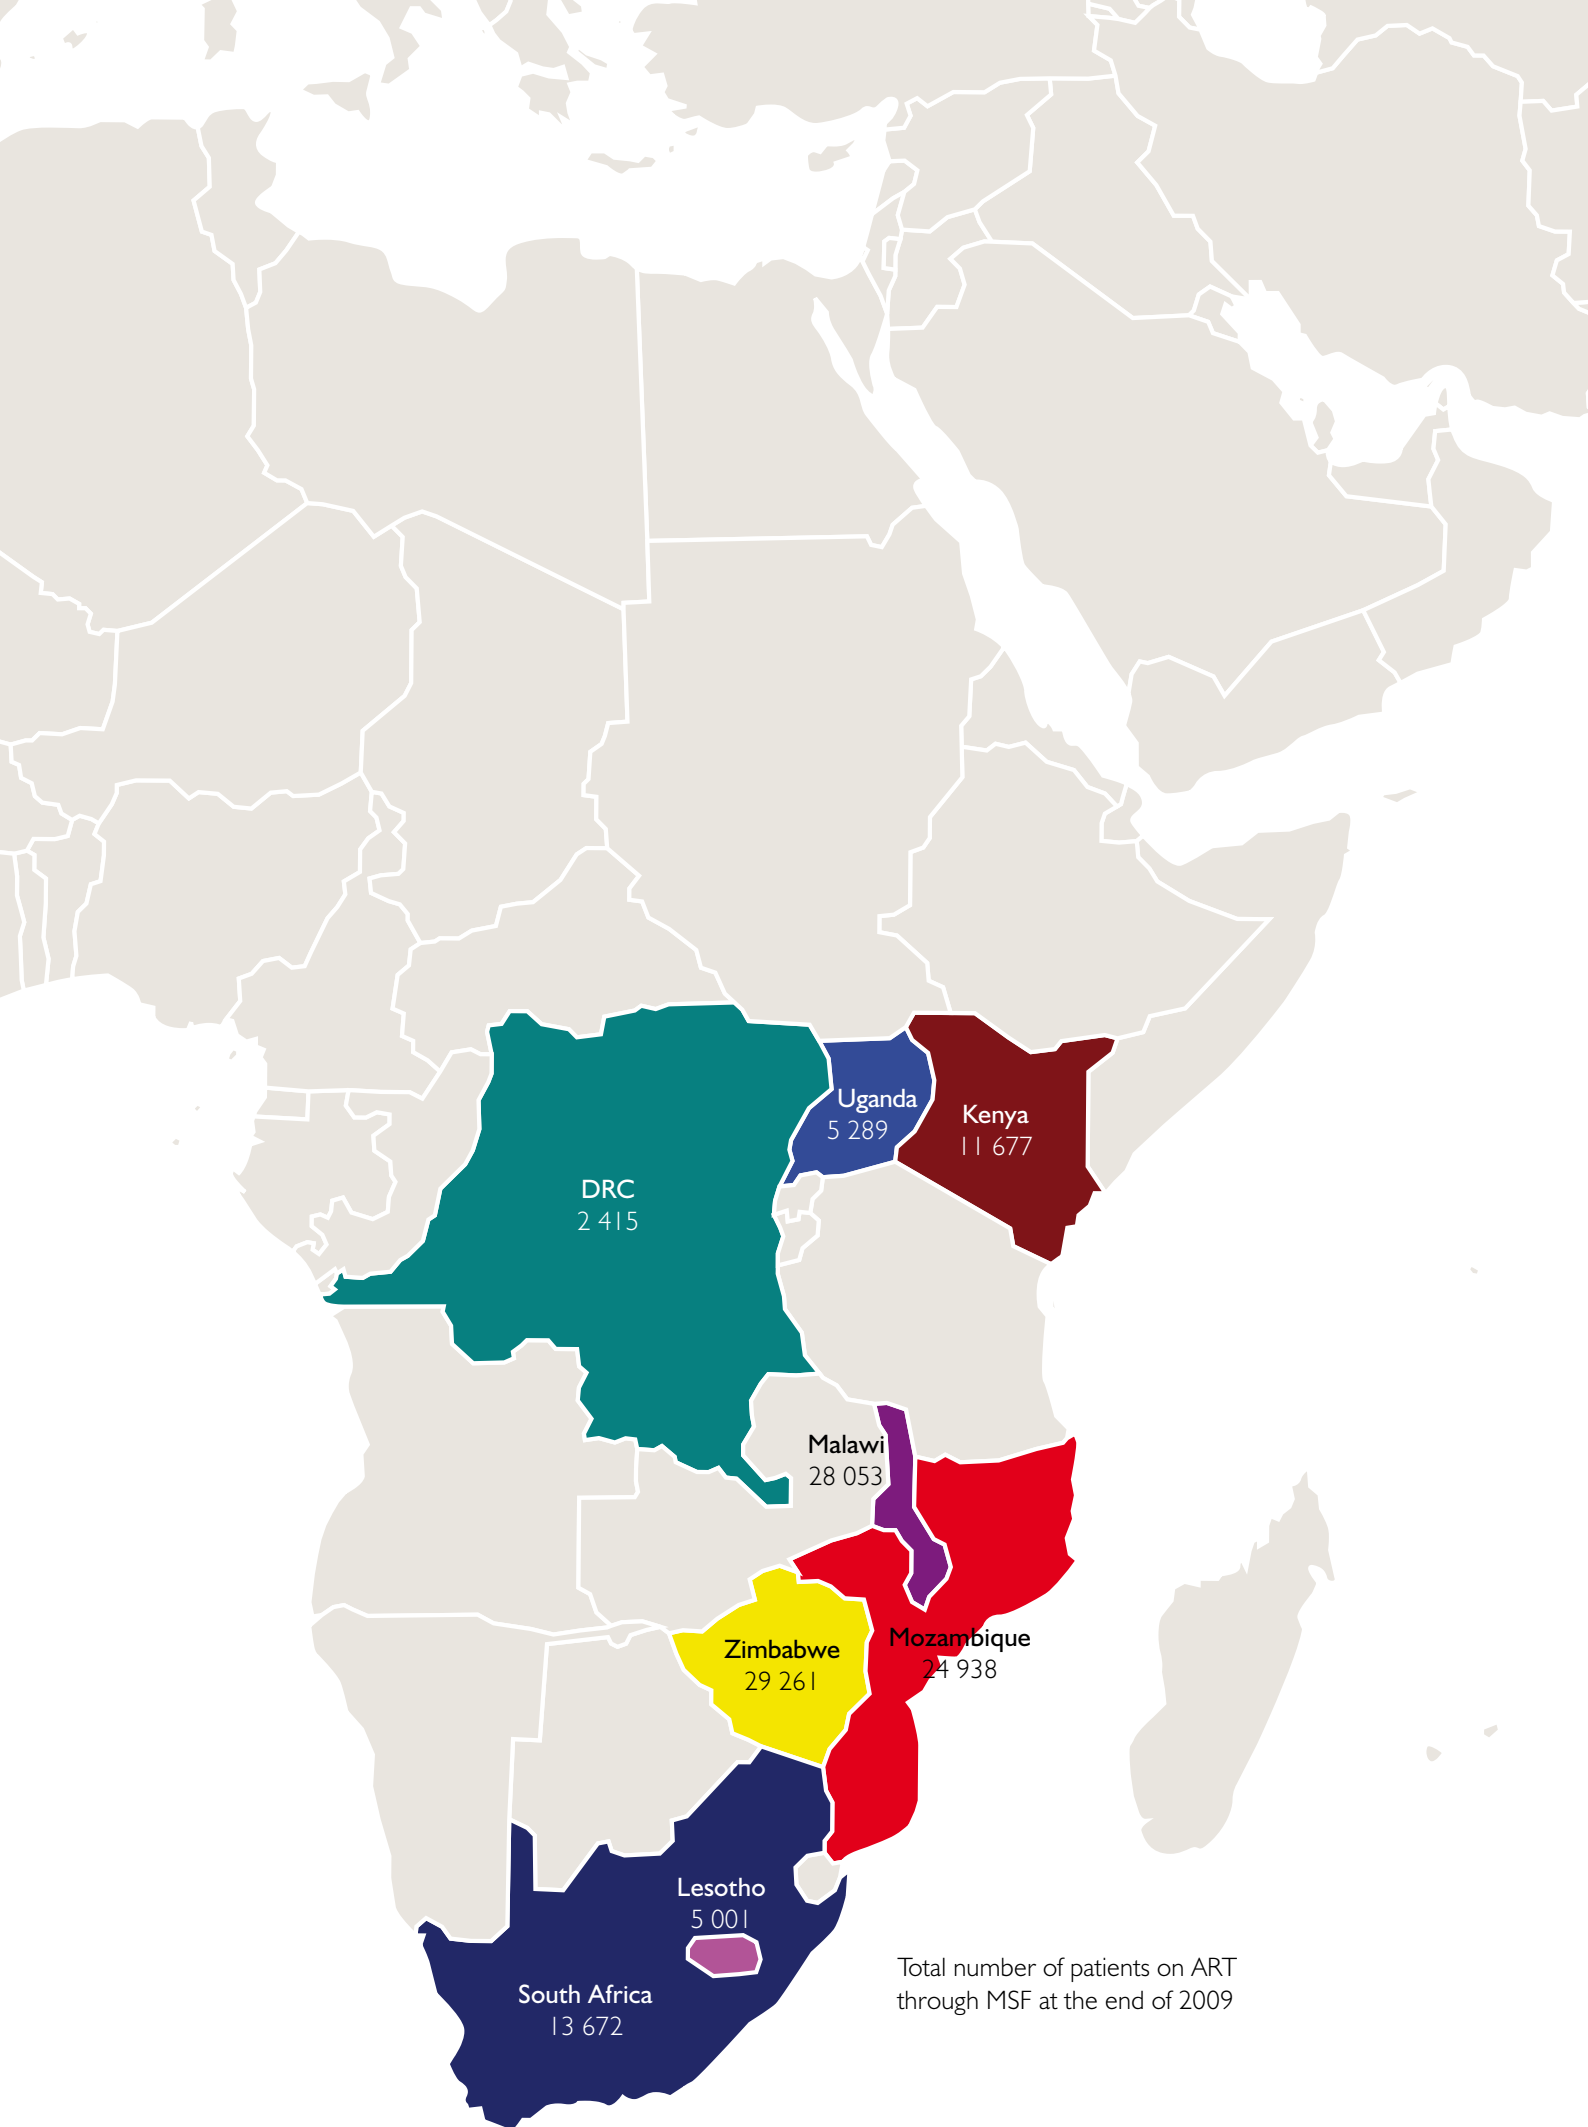 Uganda
5 289
Kenya
11 677
DRC
2 415
Malawi
28 053
Mozambique
24 938
Zimbabwe
29 261
Lesotho
5 001
South Africa
13 672
Total number of patients on ART
through MSF at the end of 2009